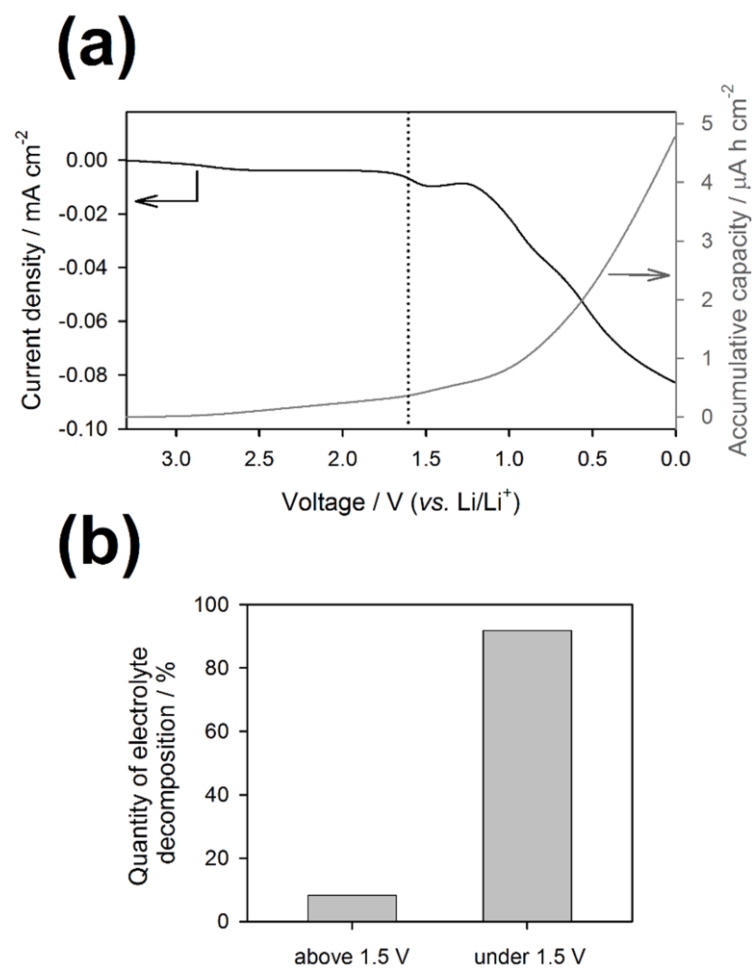 (a)
Current density / mA cm⁻²
0.00
-0.02
-0.04
-0.06
-0.08
-0.10
5
4
3
2
1
0
Accumulative capacity / μA h cm⁻²
3.0 2.5 2.0 1.5 1.0 0.5 0.0
Voltage / V (vs. Li/Li⁺)
(b)
Quantity of electrolyte
decomposition / %
100
80
60
40
20
0
above 1.5 V under 1.5 V